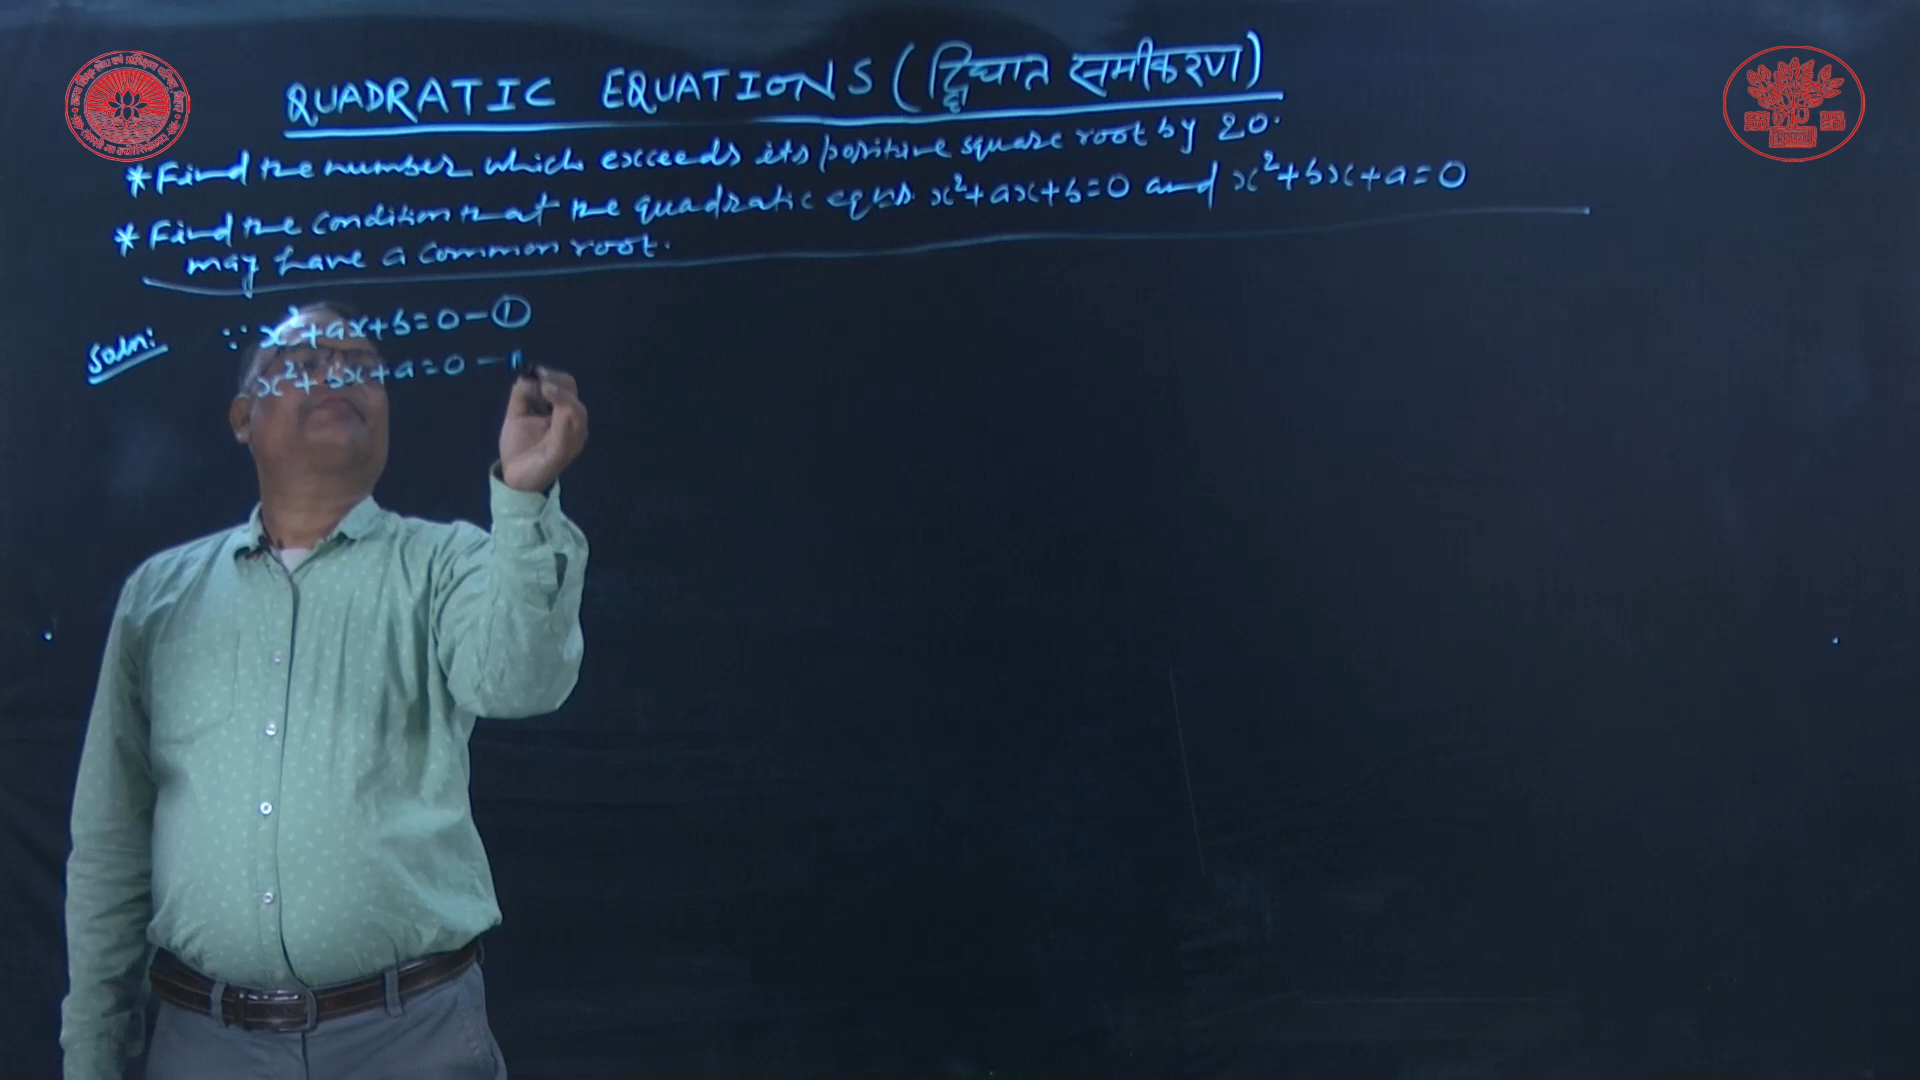 QUADRATIC EQUATIONS (द्विघात समीकरण)
* Find the number which exceeds its positive square root by 20.
* Find the condition that the quadratic eqns x²+ax+b=0 and x²+bx+a=0
may have a common root.
Soln: ∵ x²+ax+b=0 - ①
x²+bx+a=0 -